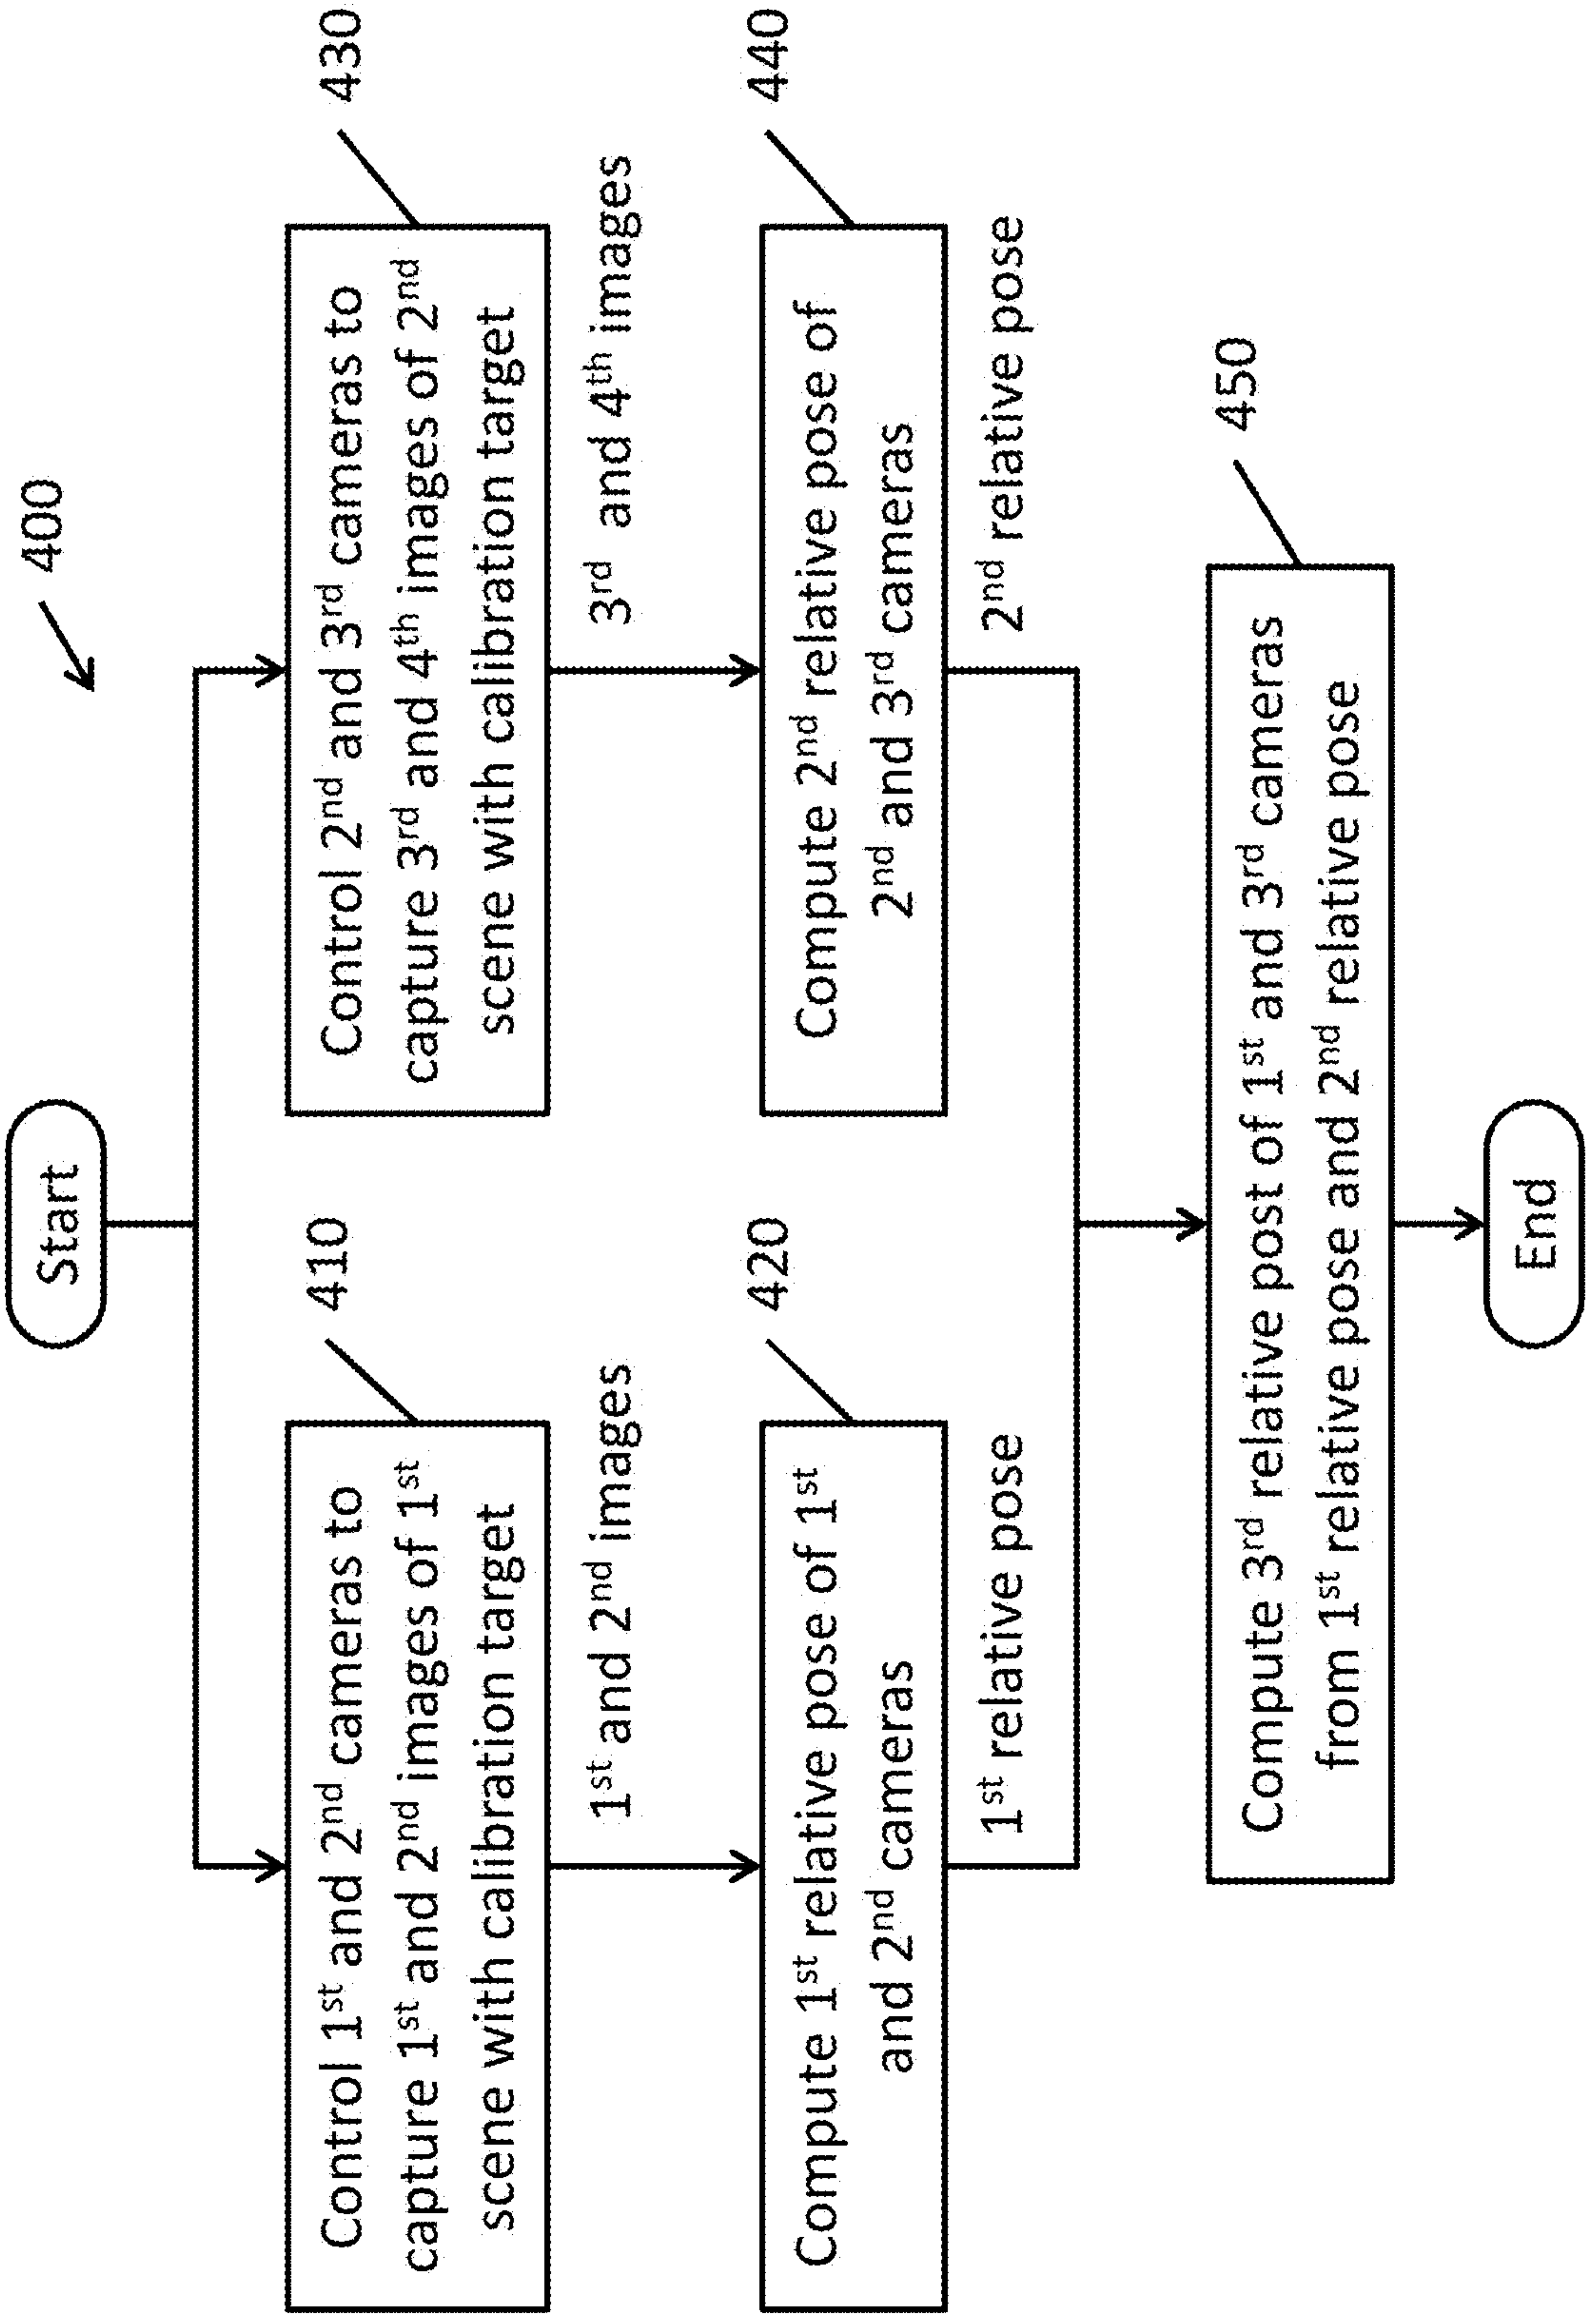 400
Start
410
Control 1st and 2nd cameras to
capture 1st and 2nd images of 1st
scene with calibration target
430
Control 2nd and 3rd cameras to
capture 3rd and 4th images of 2nd
scene with calibration target
1st and 2nd images
3rd and 4th images
420
Compute 1st relative pose of 1st
and 2nd cameras
440
Compute 2nd relative pose of
2nd and 3rd cameras
1st relative pose
2nd relative pose
450
Compute 3rd relative post of 1st and 3rd cameras
from 1st relative pose and 2nd relative pose
End